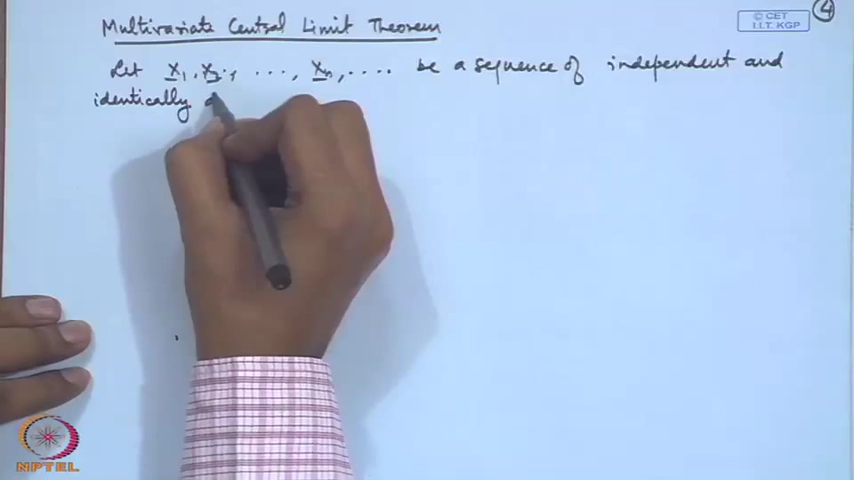 Multivariate Central Limit Theorem
© CET
I.I.T. KGP
4
Let X1, X2, ..., Xn, .... be a sequence of independent and
identically
NPTEL